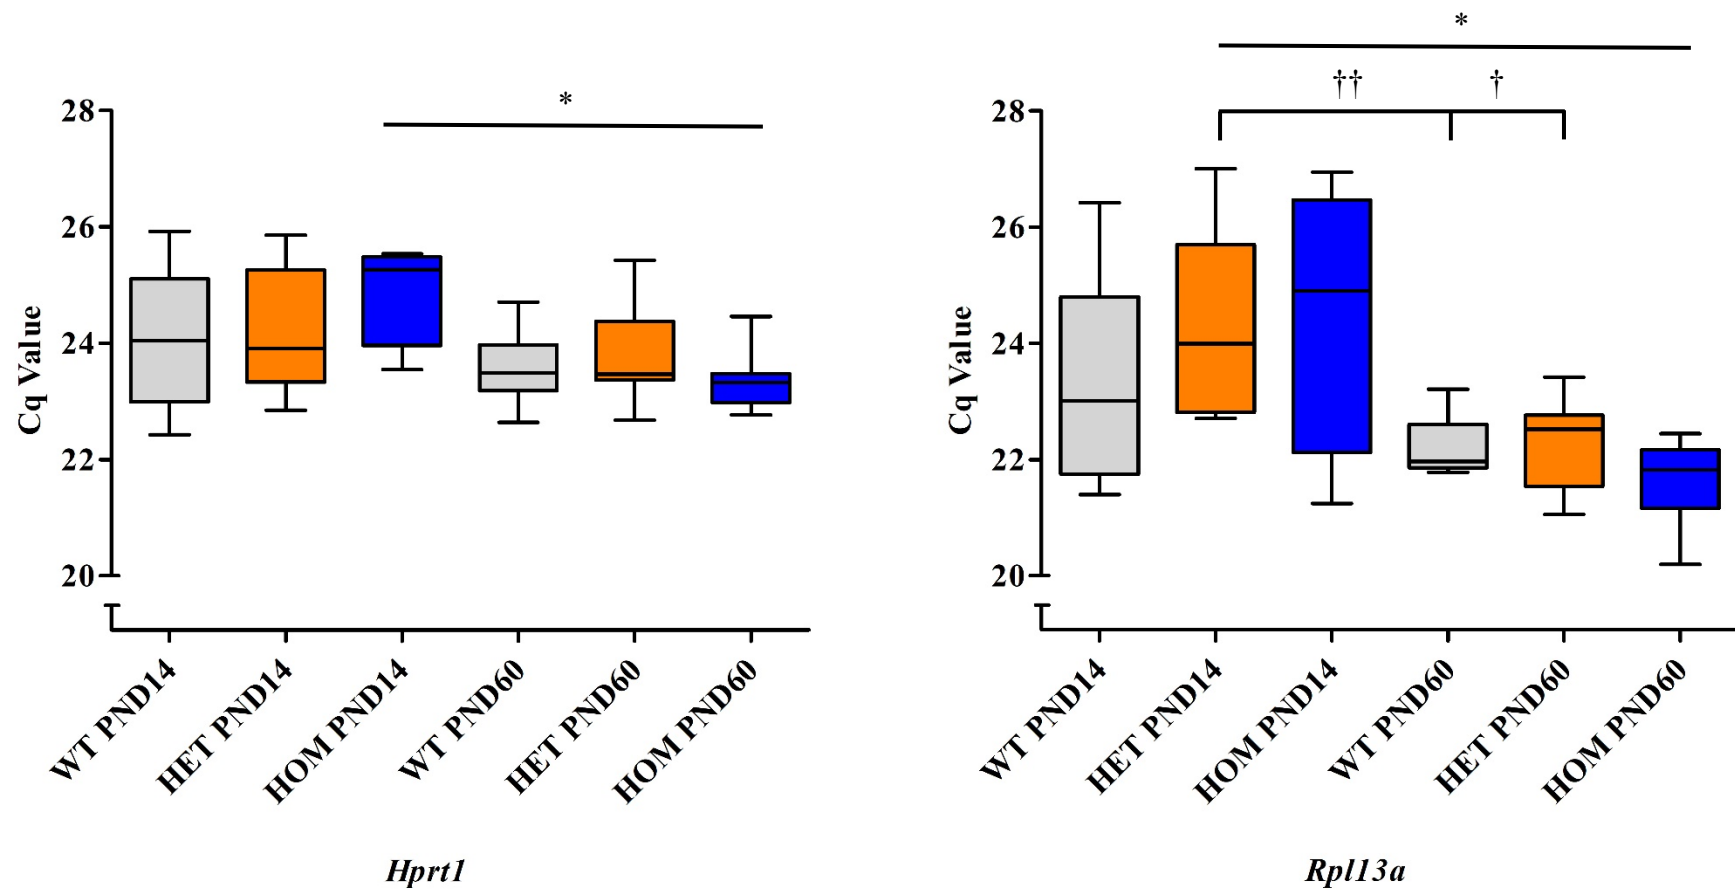 *
28
26
24
22
20
Cq Value
WT PND14
HET PND14
HOM PND14
WT PND60
HET PND60
HOM PND60
Hprt1
*
††
†
28
26
24
22
20
Cq Value
WT PND14
HET PND14
HOM PND14
WT PND60
HET PND60
HOM PND60
Rpl13a